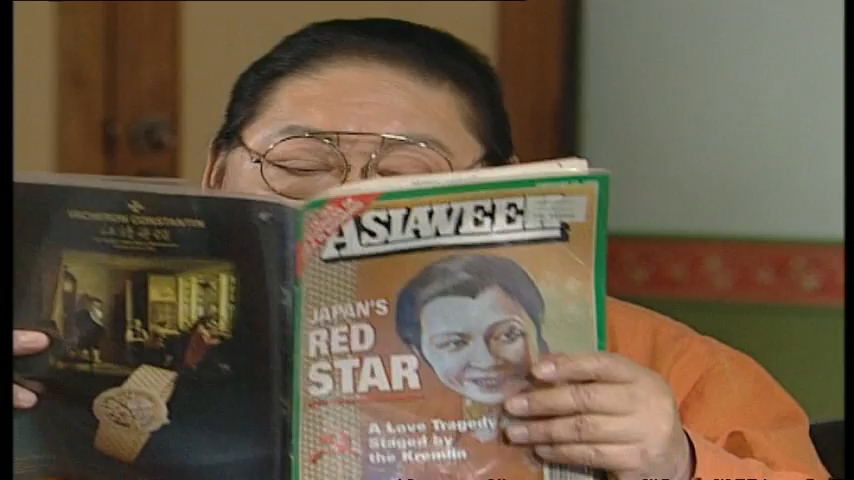 VACHERON CONSTANTIN
ASIAWEEK
JAPAN'S
RED
STAR
A Love Tragedy
Staged by
the Kremlin